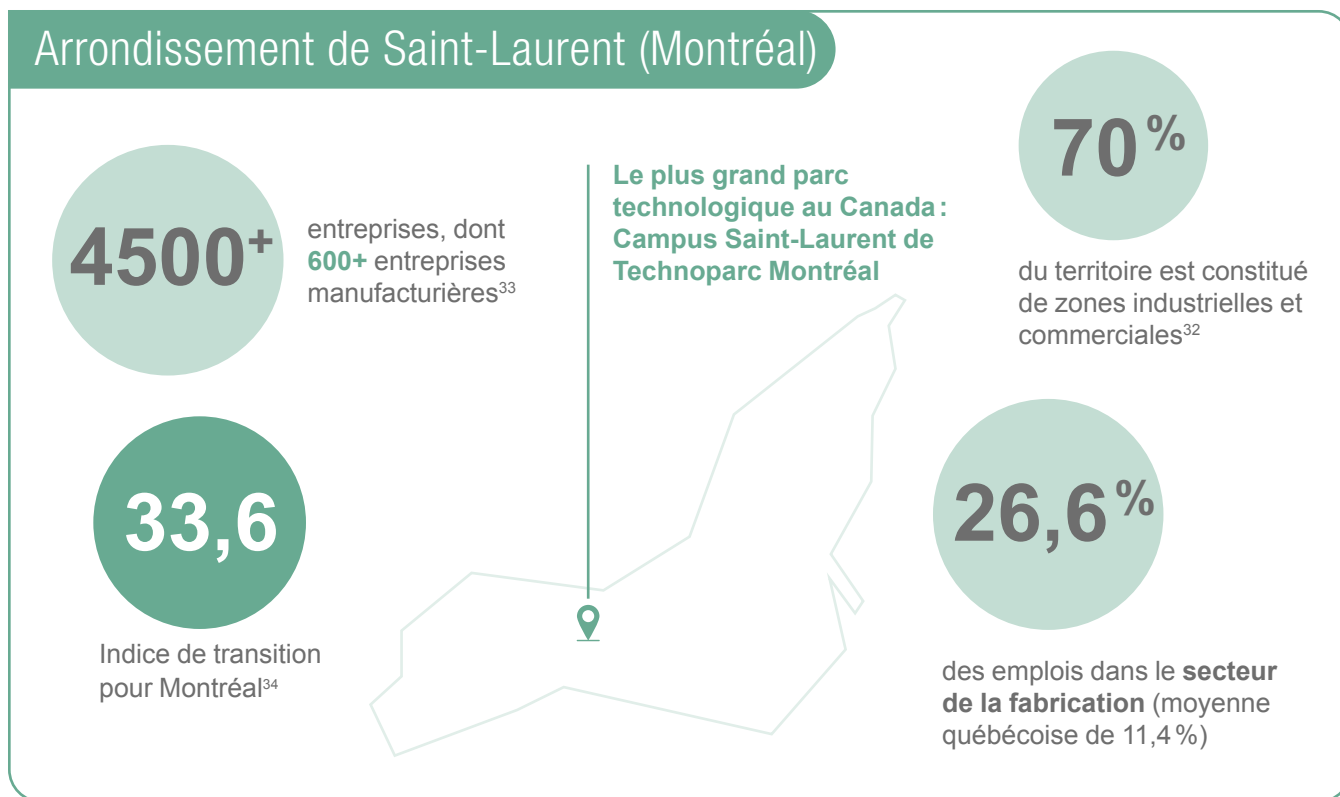 Arrondissement de Saint-Laurent (Montréal)
4500+
entreprises, dont
600+ entreprises
manufacturières33
33,6
Indice de transition
pour Montréal34
Le plus grand parc
technologique au Canada :
Campus Saint-Laurent de
Technoparc Montréal
70 %
du territoire est constitué
de zones industrielles et
commerciales32
26,6 %
des emplois dans le secteur
de la fabrication (moyenne
québécoise de 11,4 %)